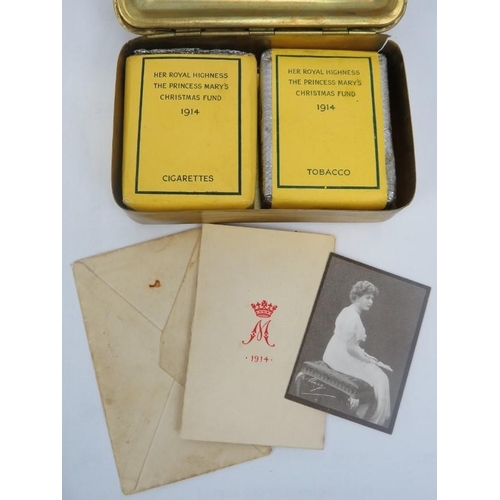 HER ROYAL HIGHNESS
THE PRINCESS MARY'S
CHRISTMAS FUND
1914
CIGARETTES
HER ROYAL HIGHNESS
THE PRINCESS MARY'S
CHRISTMAS FUND
1914
TOBACCO
M
·1914·
Mary